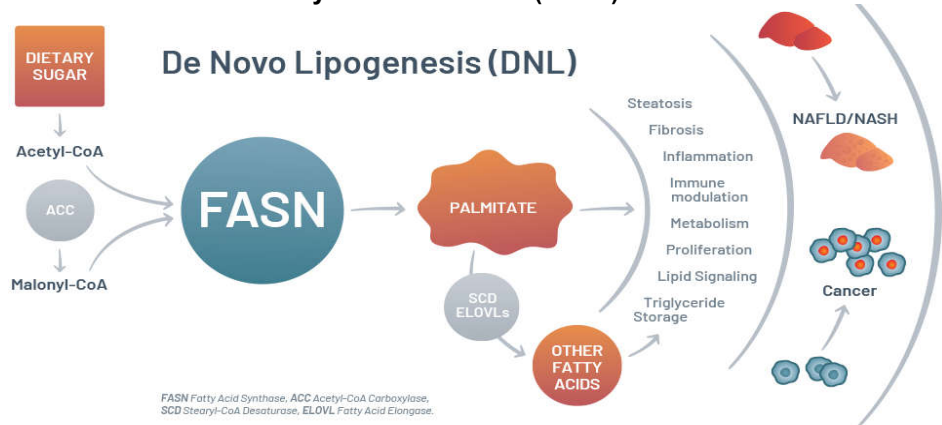 De Novo Lipogenesis (DNL)
DIETARY
SUGAR
Acetyl-CoA
ACC
Malonyl-CoA
FASN
PALMITATE
SCD
ELOVLs
OTHER
FATTY
ACIDS
Steatosis
Fibrosis
Inflammation
Immune
modulation
Metabolism
Proliferation
Lipid Signaling
Triglyceride
Storage
NAFLD/NASH
Cancer
FASN Fatty Acid Synthase, ACC Acetyl-CoA Carboxylase,
SCD Stearyl-CoA Desaturase, ELOVL Fatty Acid Elongase.